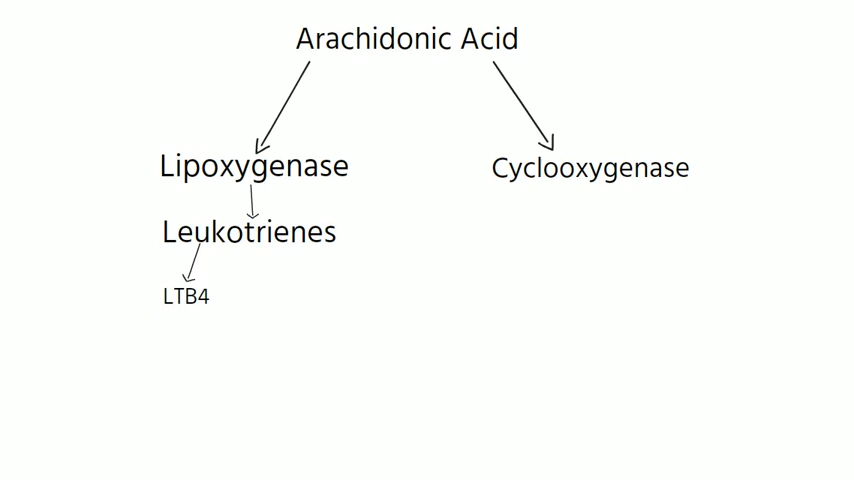 Arachidonic Acid
Lipoxygenase
Cyclooxygenase
Leukotrienes
LTB4